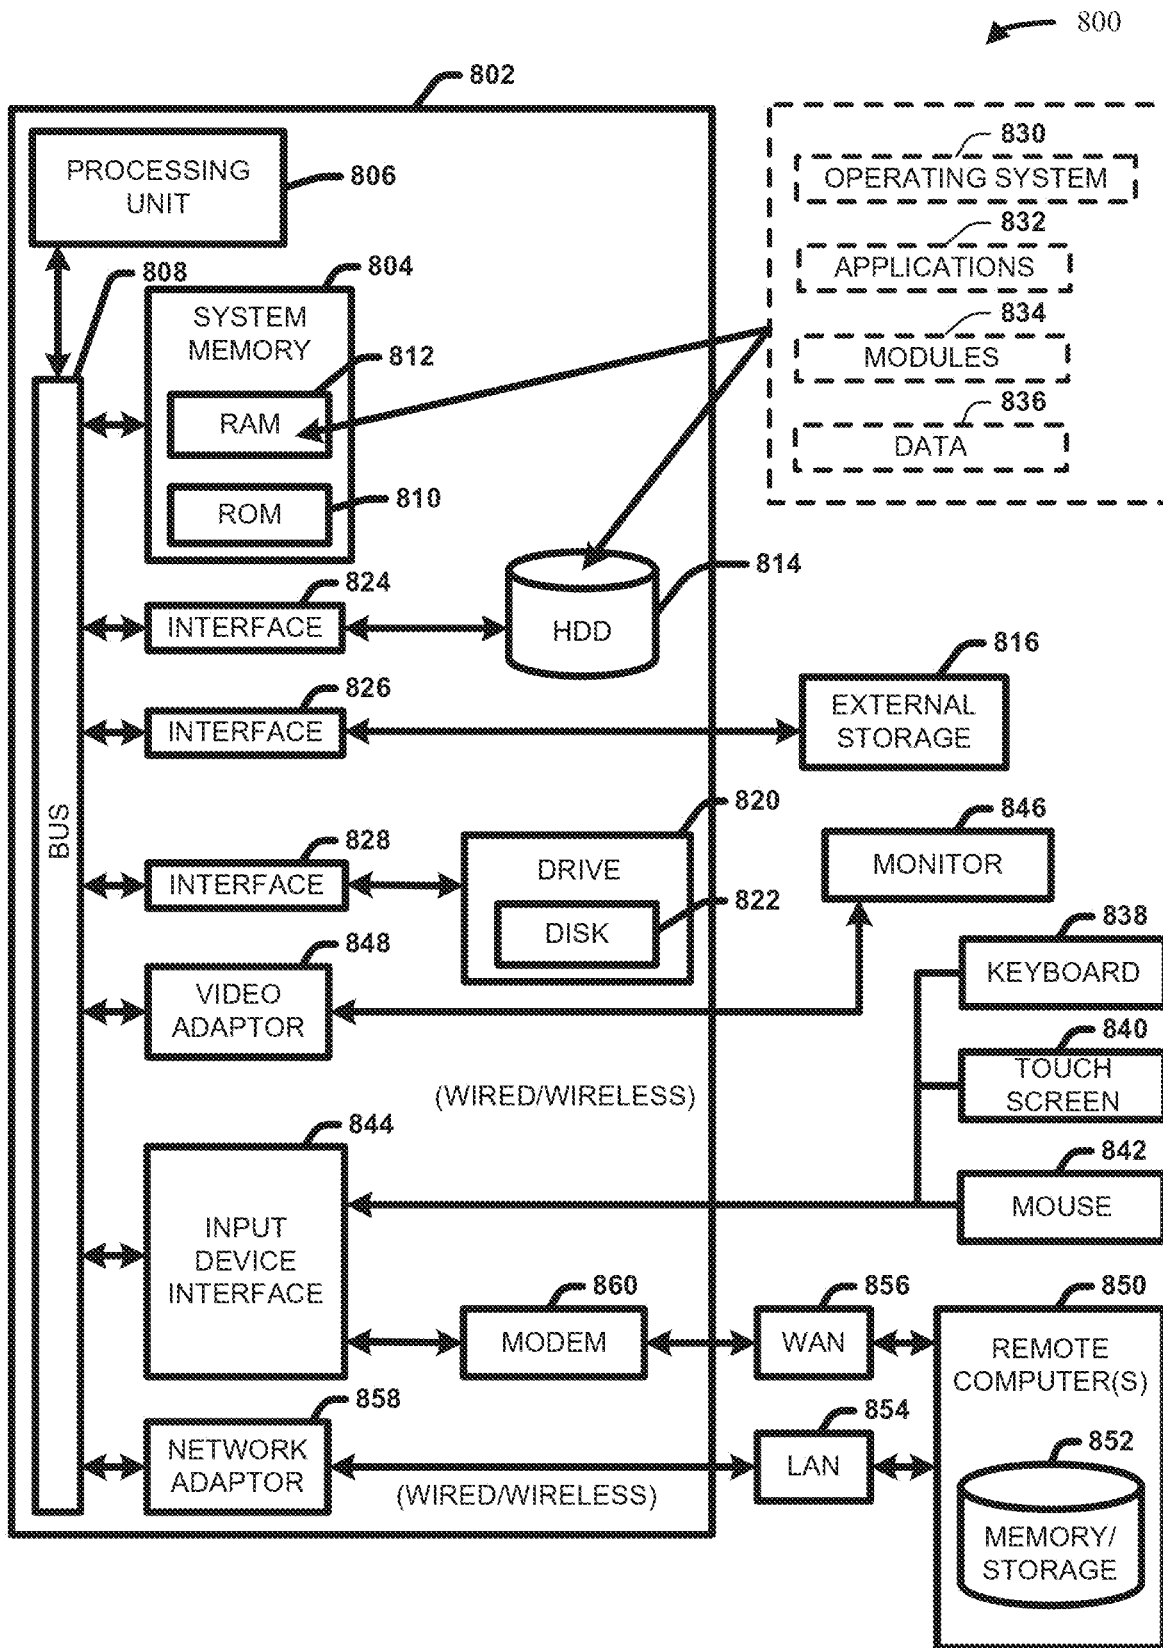 800
802
PROCESSING
UNIT
806
808
804
SYSTEM
MEMORY
812
RAM
810
ROM
830
OPERATING SYSTEM
832
APPLICATIONS
834
MODULES
836
DATA
824
INTERFACE
814
HDD
826
INTERFACE
816
EXTERNAL
STORAGE
BUS
828
INTERFACE
820
DRIVE
822
DISK
846
MONITOR
848
VIDEO
ADAPTOR
838
KEYBOARD
840
TOUCH
SCREEN
(WIRED/WIRELESS)
842
MOUSE
844
INPUT
DEVICE
INTERFACE
860
MODEM
856
WAN
850
REMOTE
COMPUTER(S)
858
NETWORK
ADAPTOR
(WIRED/WIRELESS)
854
LAN
852
MEMORY/
STORAGE